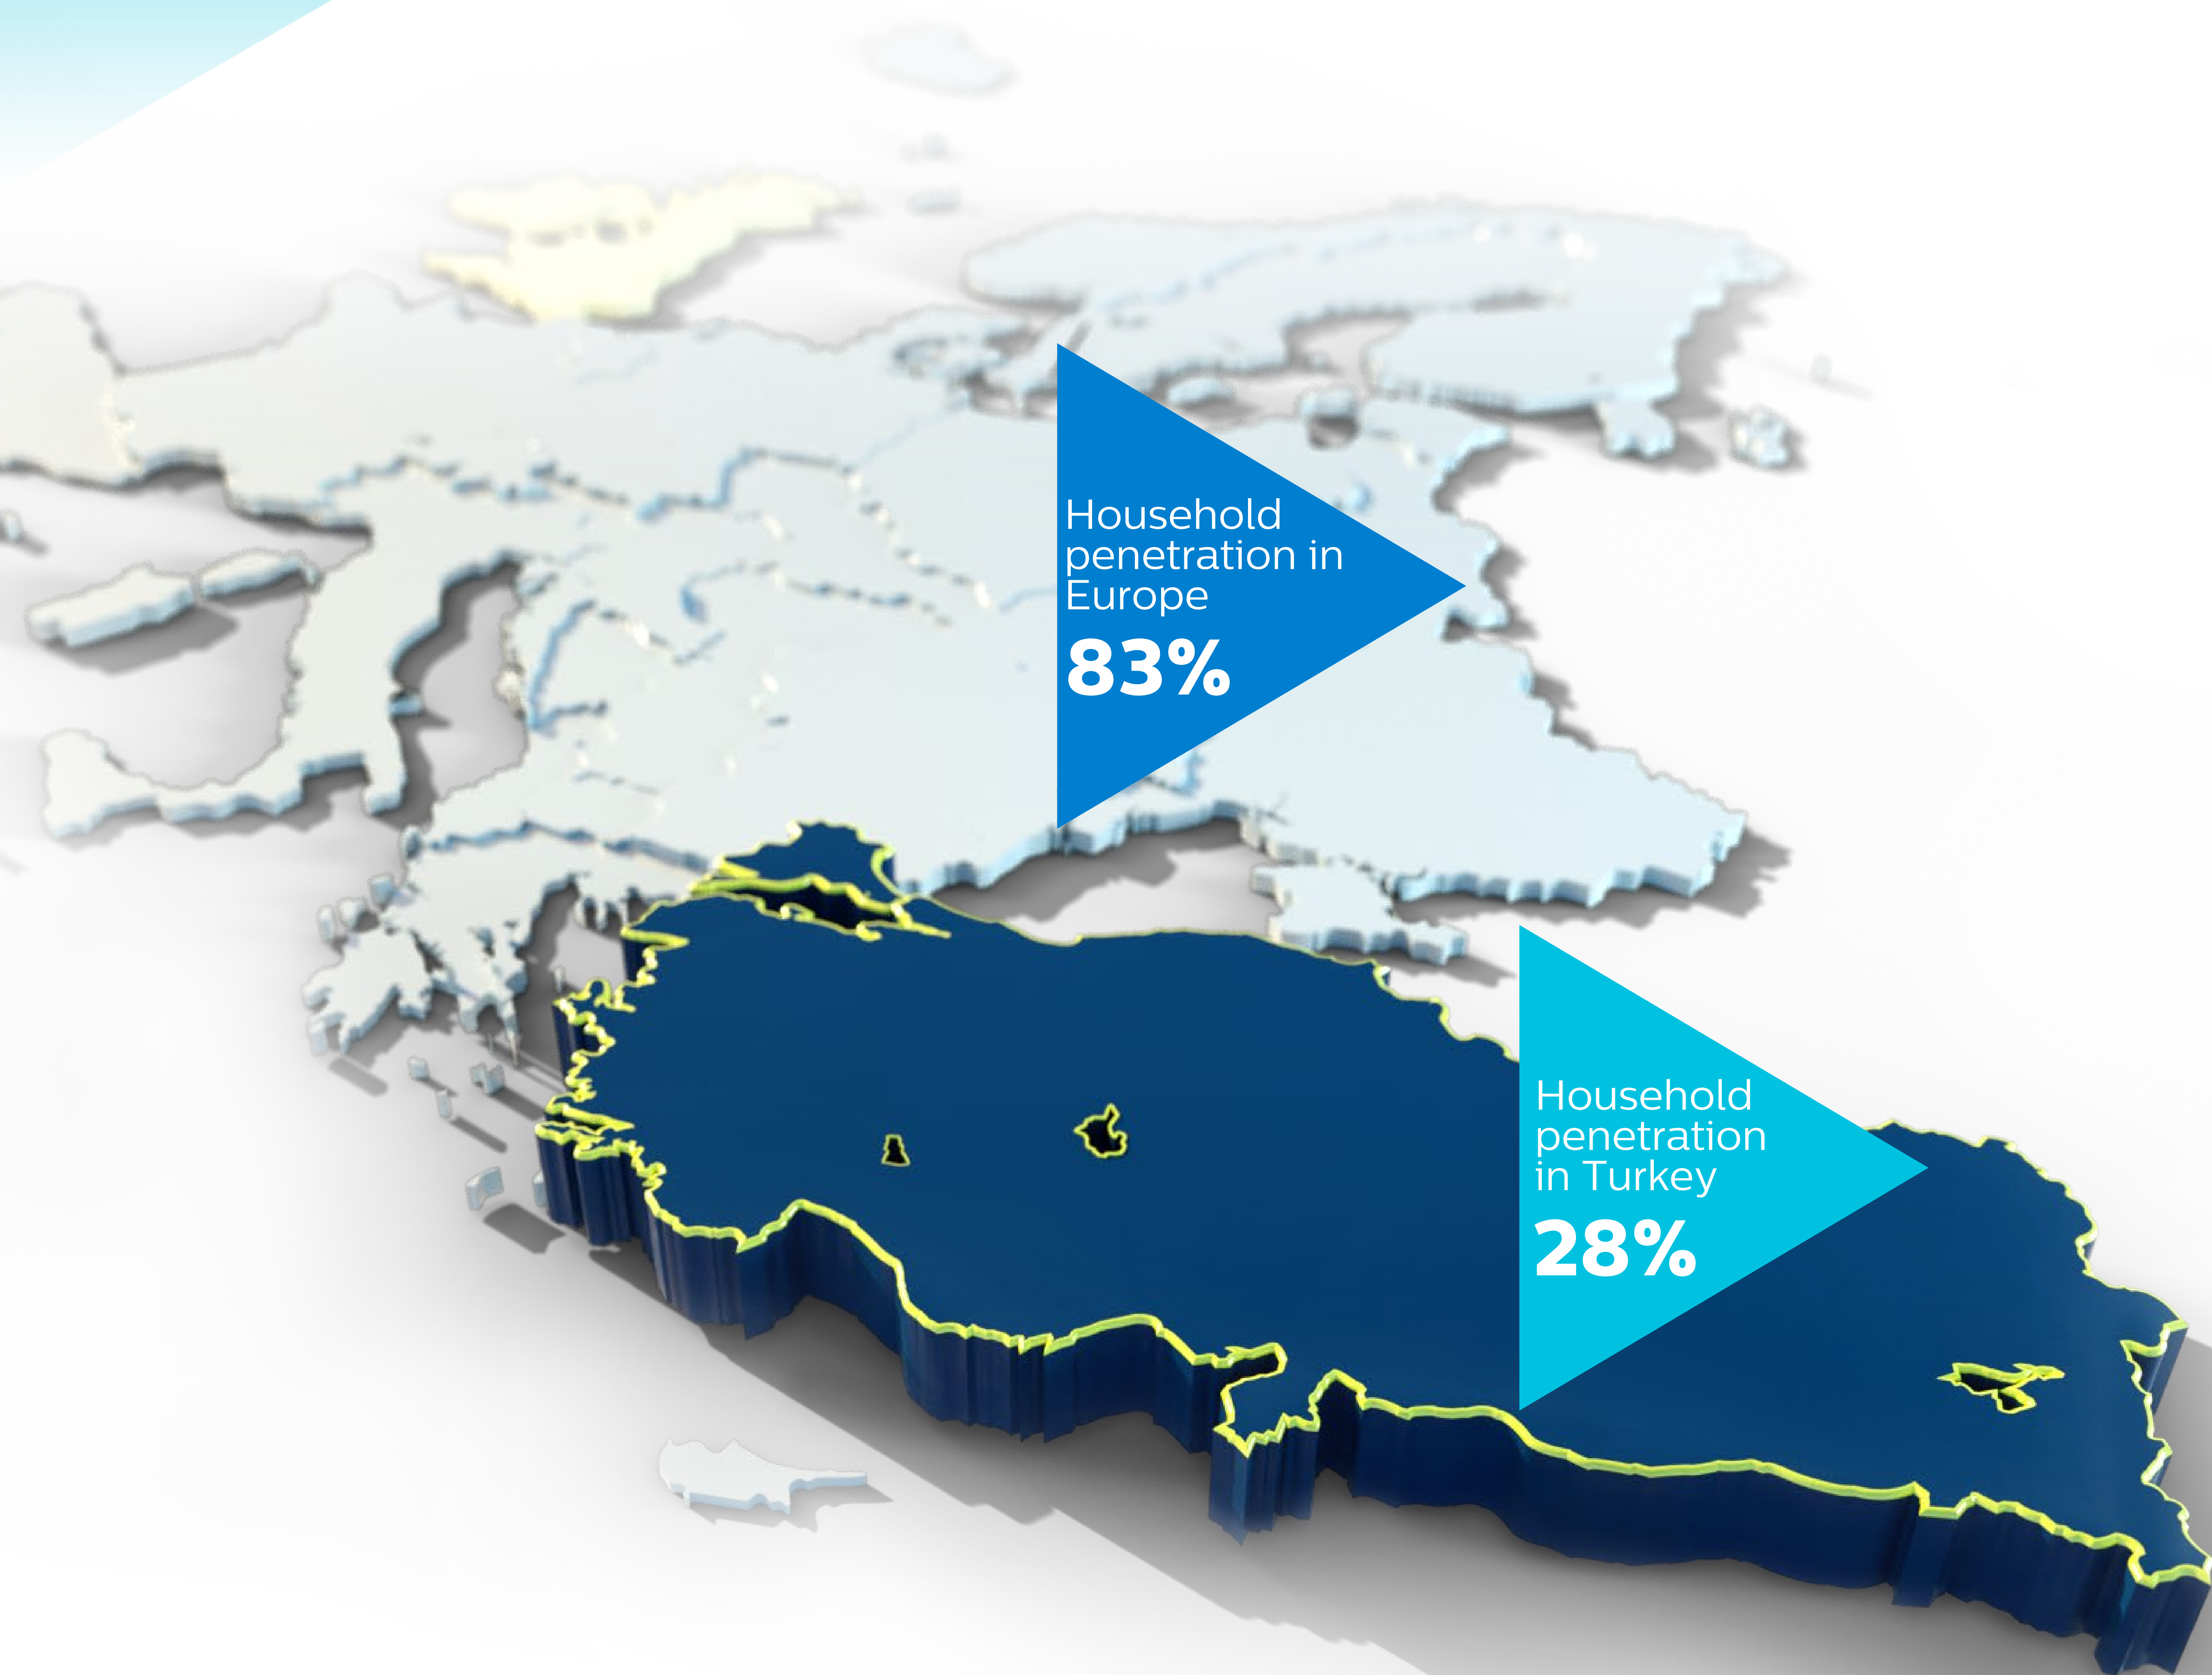 Household
penetration in
Europe
83%
Household
penetration
in Turkey
28%